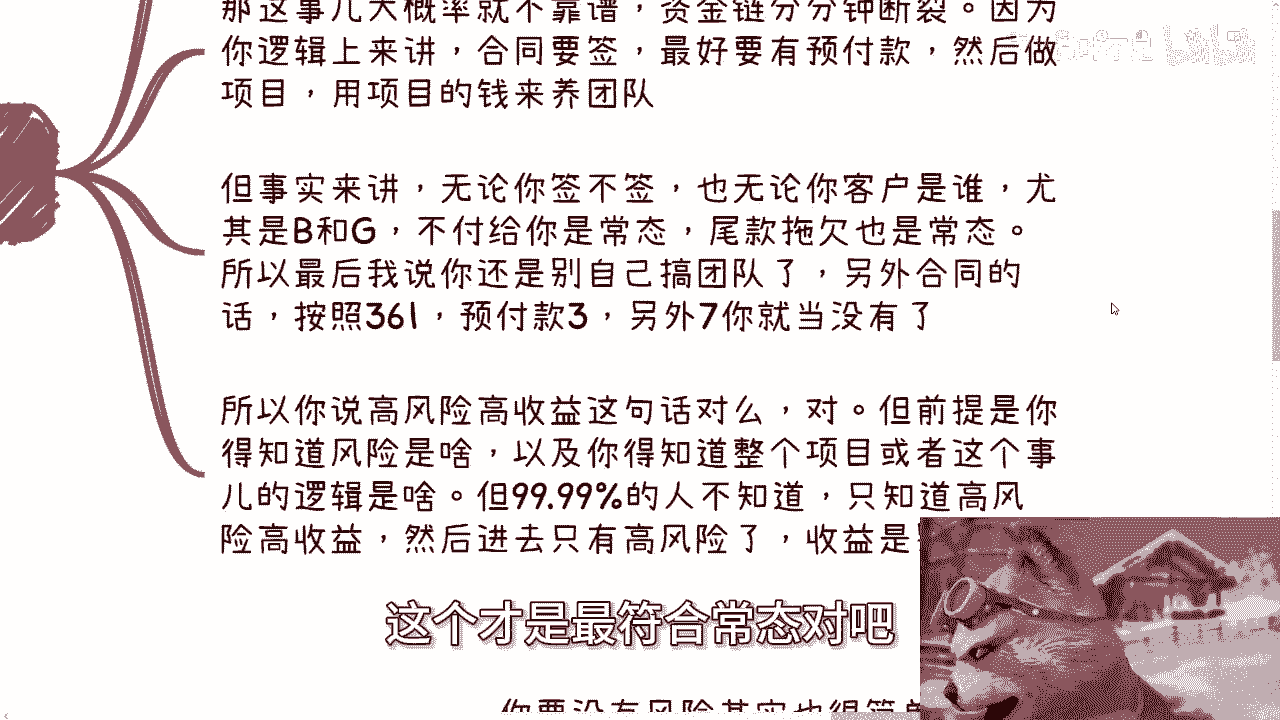 那这事儿大概率就不靠谱，资金链分分钟断裂。因为
你逻辑上来讲，合同要签，最好要有预付款，然后做
项目，用项目的钱来养团队
但事实来讲，无论你签不签，也无论你客户是谁，尤
其是B和G，不付给你是常态，尾款拖欠也是常态。
所以最后我说你还是别自己搞团队了，另外合同的
话，按照361，预付款3，另外7你就当没有了
所以你说高风险高收益这句话对么，对。但前提是你
得知道风险是啥，以及你得知道整个项目或者这个事
儿的逻辑是啥。但99.99%的人不知道，只知道高风
险高收益，然后进去只有高风险了，收益是
这个才是最符合常态对吧
你要没有风险其实也很简单